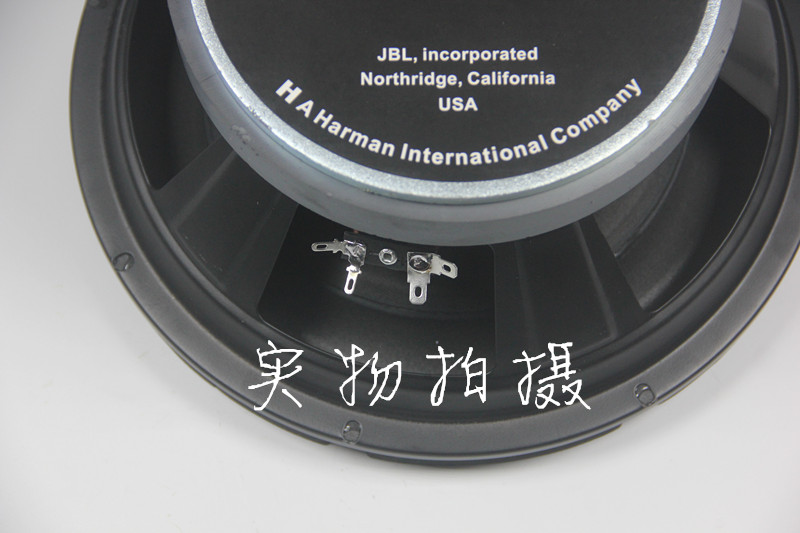 JBL, incorporated
Northridge, California
USA
H A Harman International Company
实物拍摄